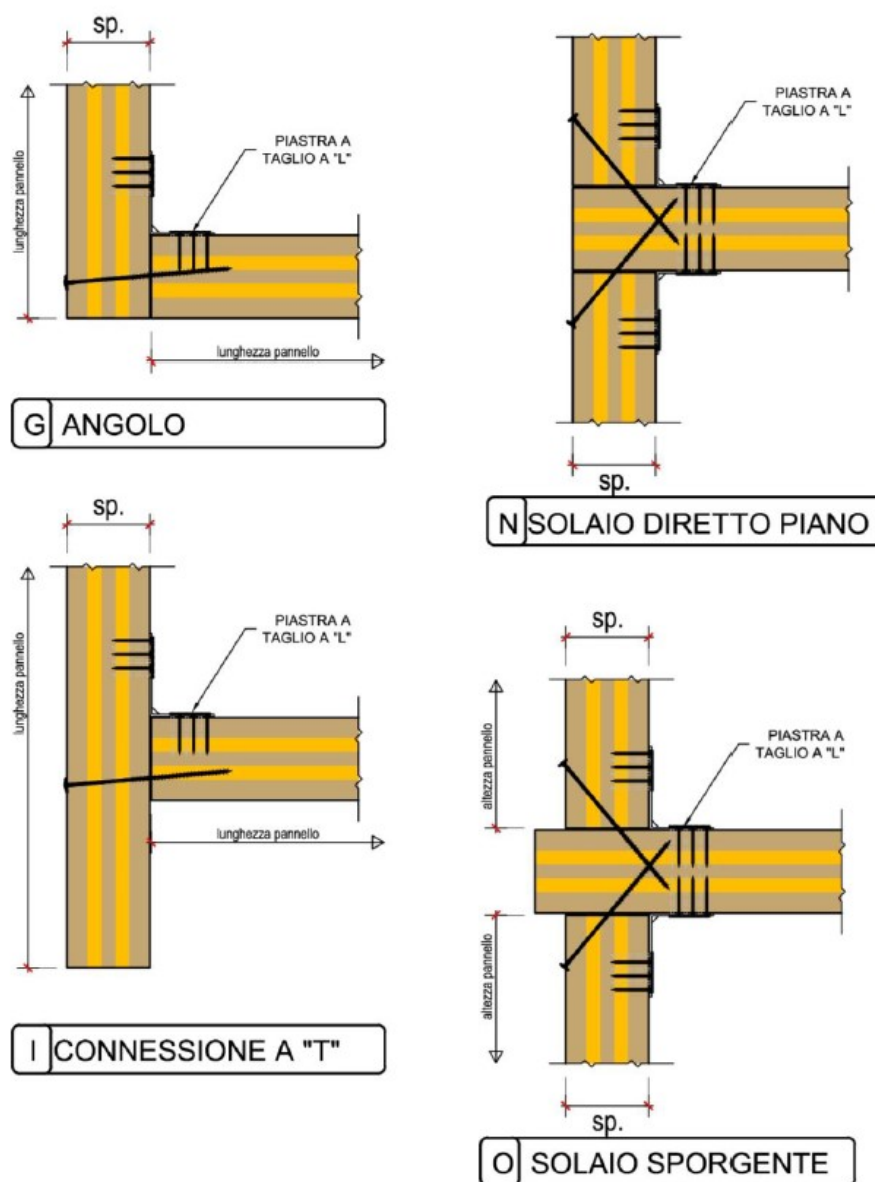 sp.
lunghezza pannello
PIASTRA A
TAGLIO A "L"
lunghezza pannello
G ANGOLO
PIASTRA A
TAGLIO A "L"
sp.
N SOLAIO DIRETTO PIANO
sp.
lunghezza pannello
PIASTRA A
TAGLIO A "L"
lunghezza pannello
I CONNESSIONE A "T"
sp.
altezza pannello
PIASTRA A
TAGLIO A "L"
altezza pannello
sp.
O SOLAIO SPORGENTE